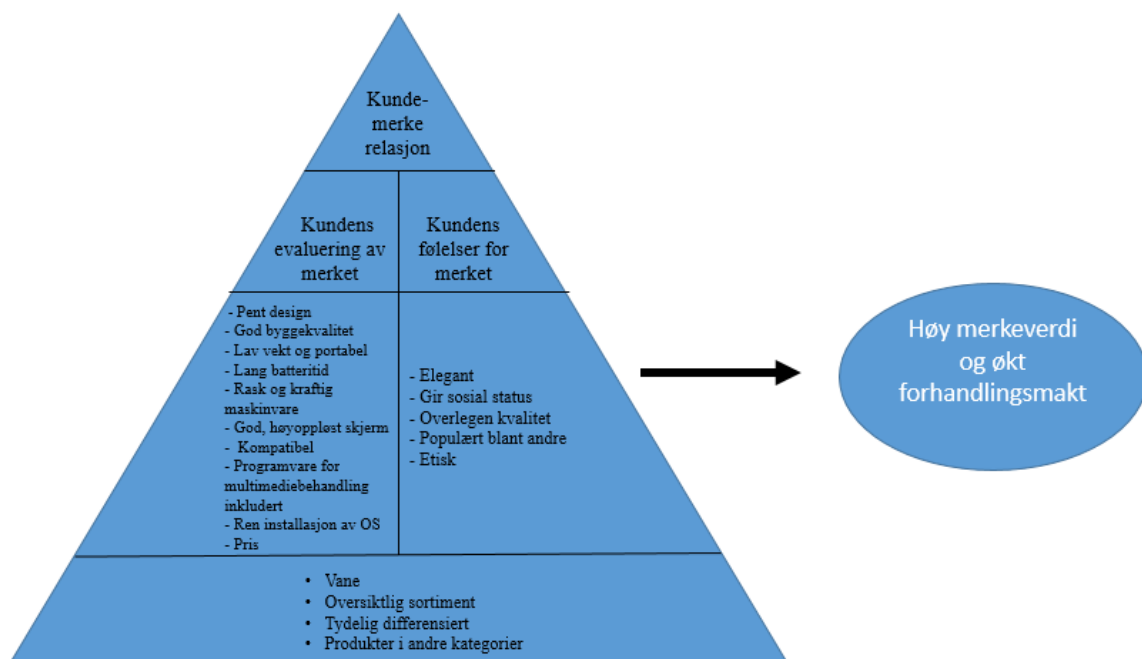 Kunde-
merke
relasjon
Kundens
evaluering av
merket
Kundens
følelser for
merket
- Pent design
- God byggekvalitet
- Lav vekt og portabel
- Lang batteritid
- Rask og kraftig
maskinvare
- God, høyoppløst skjerm
- Kompatibel
- Programvare for
multimediebehandling
inkludert
- Ren installasjon av OS
- Pris
- Elegant
- Gir sosial status
- Overlegen kvalitet
- Populært blant andre
- Etisk
• Vane
• Oversiktlig sortiment
• Tydelig differensiert
• Produkter i andre kategorier
Høy merkeverdi
og økt
forhandlingsmakt